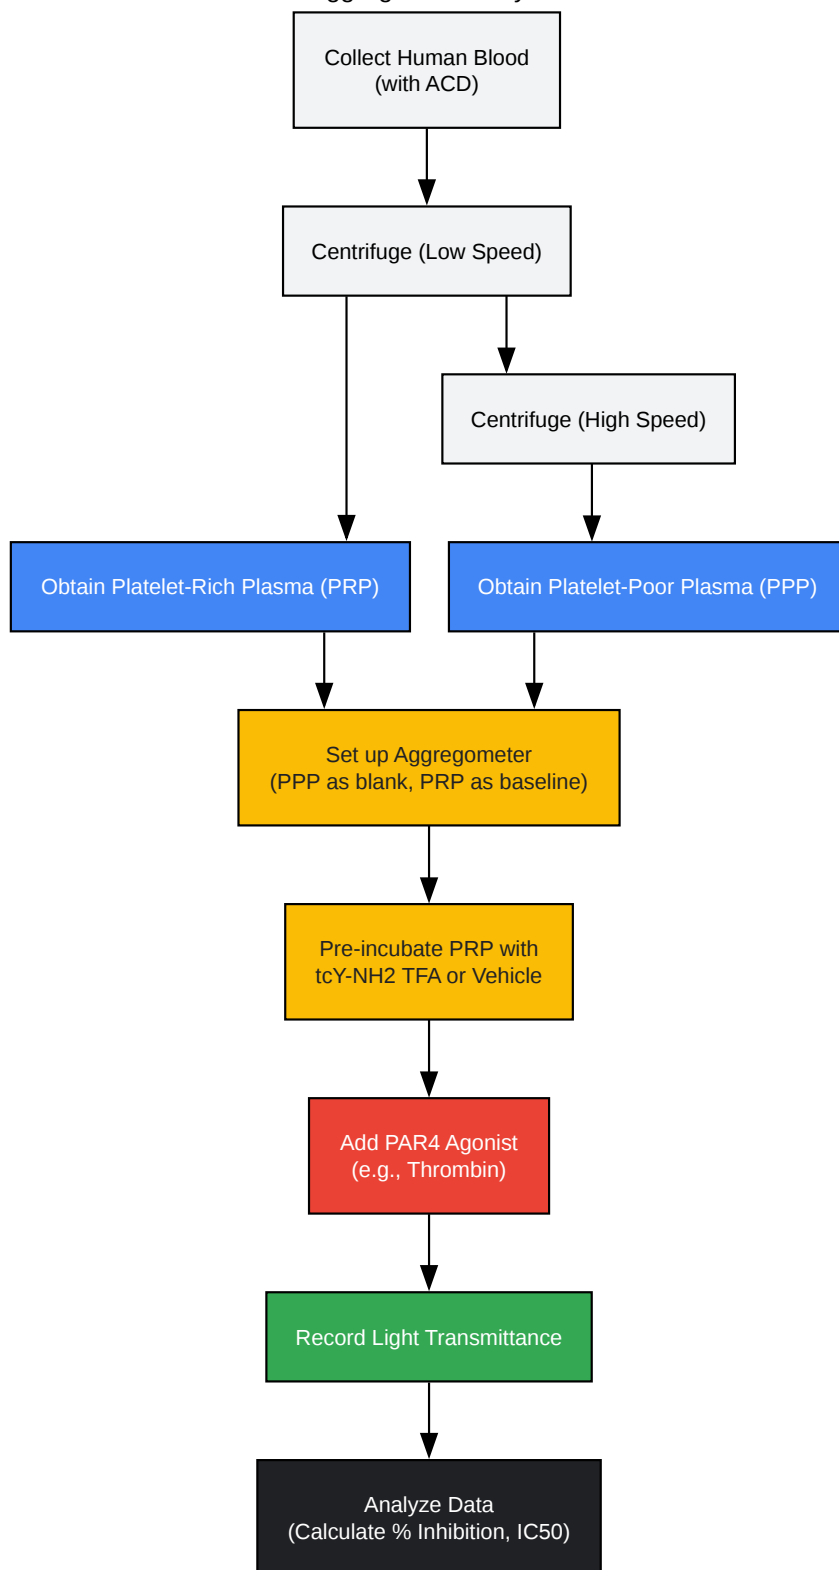 Collect Human Blood
(with ACD)
Centrifuge (Low Speed)
Centrifuge (High Speed)
Obtain Platelet-Rich Plasma (PRP)
Obtain Platelet-Poor Plasma (PPP)
Set up Aggregometer
(PPP as blank, PRP as baseline)
Pre-incubate PRP with
tcY-NH2 TFA or Vehicle
Add PAR4 Agonist
(e.g., Thrombin)
Record Light Transmittance
Analyze Data
(Calculate % Inhibition, IC50)